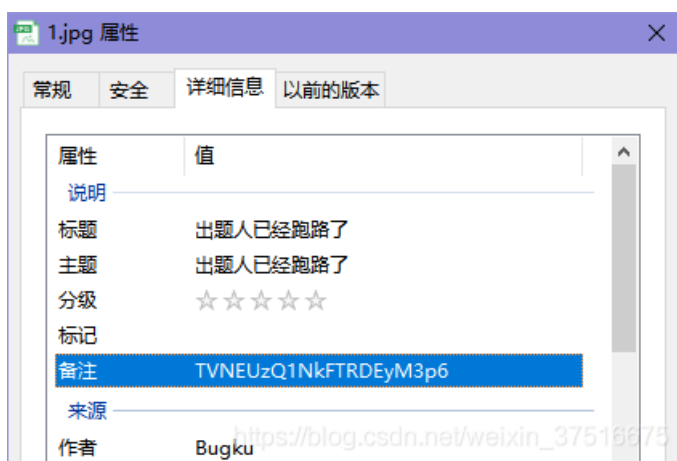 1.jpg 属性
常规 安全 详细信息 以前的版本
属性 值
说明
标题 出题人已经跑路了
主题 出题人已经跑路了
分级
标记
备注 TVNEUzQ1NkFTRDEyM3p6
来源
作者 Bugku
https://blog.csdn.net/weixin_37516675